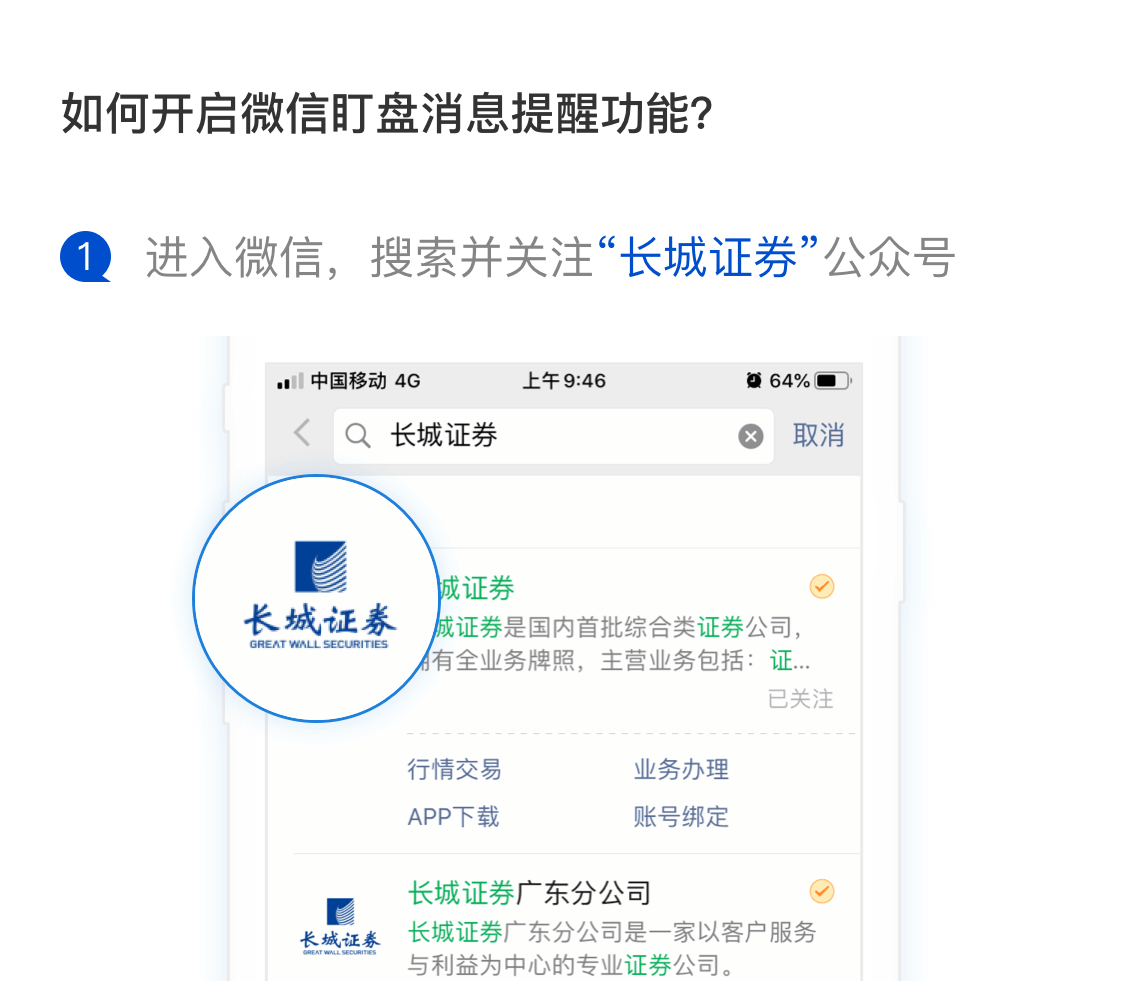 如何开启微信盯盘消息提醒功能?
1 进入微信，搜索并关注“长城证券”公众号
中国移动 4G 上午9:46 64%
长城证券 取消
长城证券
GREAT WALL SECURITIES
城证券
城证券是国内首批综合类证券公司，
有全业务牌照，主营业务包括：证...
已关注
行情交易 业务办理
APP下载 账号绑定
长城证券广东分公司
长城证券
GREAT WALL SECURITIES
长城证券广东分公司是一家以客户服务
与利益为中心的专业证券公司。